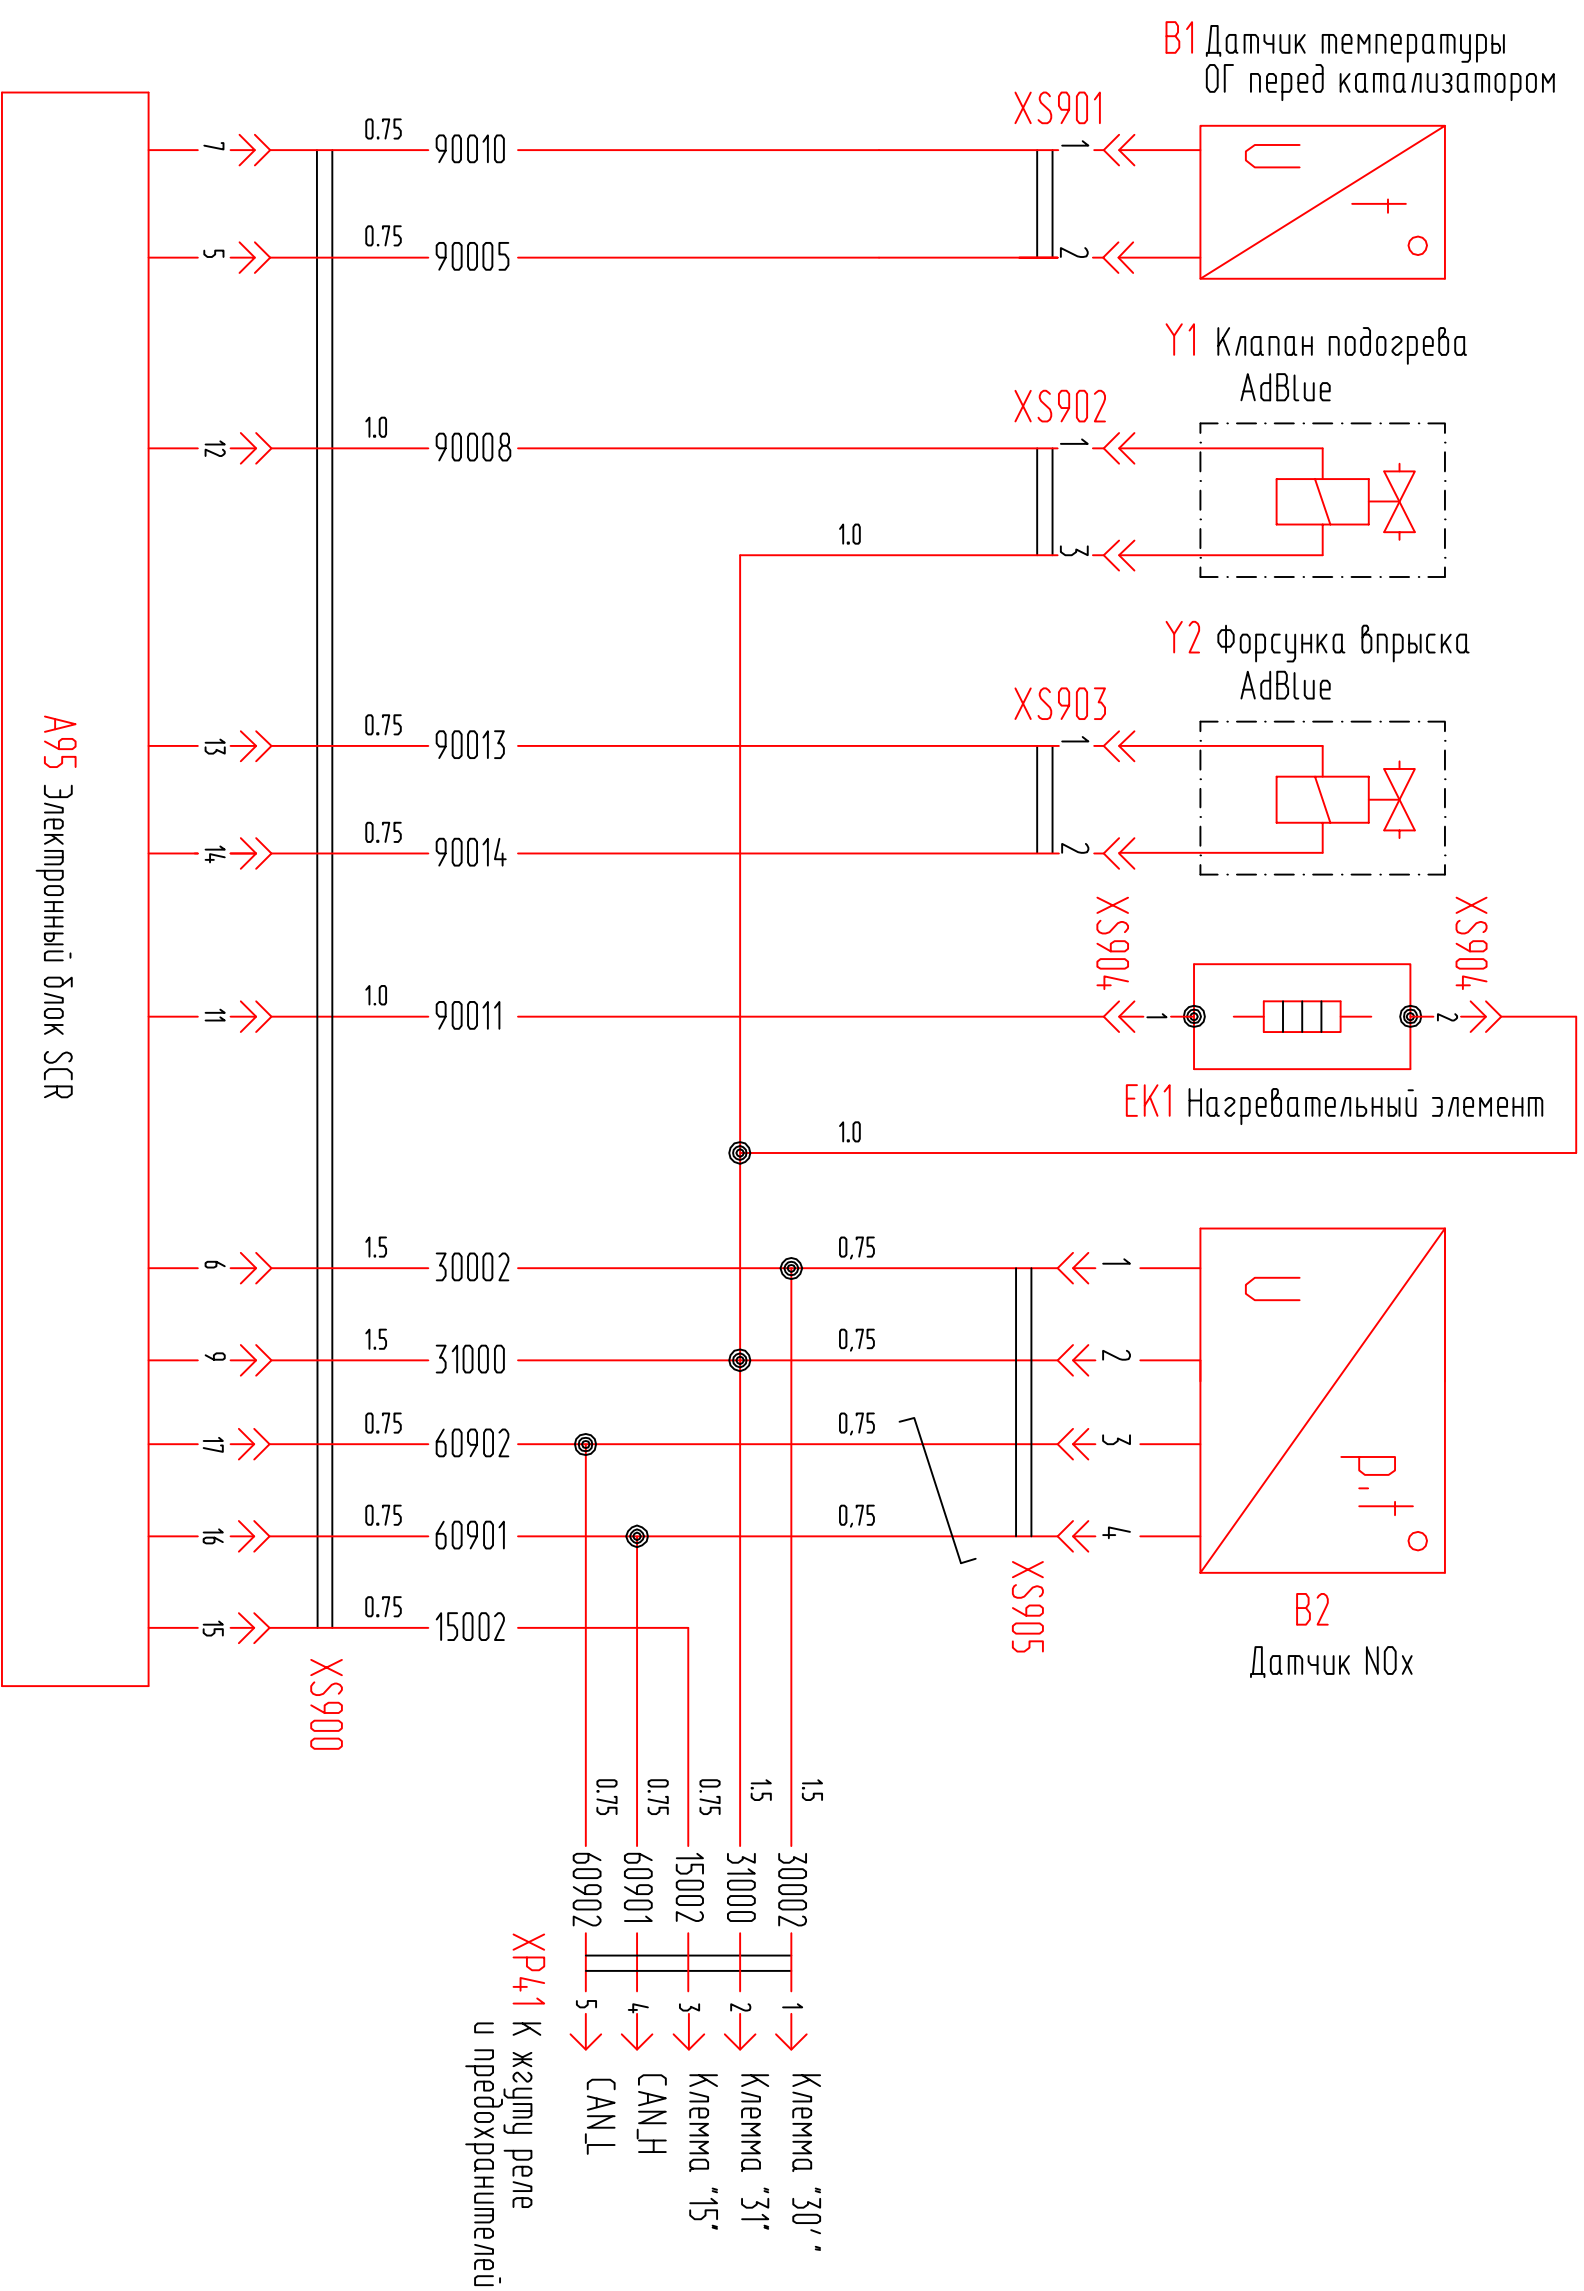 B1 Датчик температуры
ОГ перед катализатором
XS901
7
0.75
90010
1
U
t°
5
0.75
90005
2
Y1 Клапан подогрева
AdBlue
XS902
12
1.0
90008
1
1.0
3
Y2 Форсунка впрыска
AdBlue
XS903
13
0.75
90013
1
14
0.75
90014
2
XS904
XS904
11
1.0
90011
1
2
EK1 Нагревательный элемент
1.0
A95 Электронный блок SCR
6
1.5
30002
0,75
1
9
1.5
31000
0,75
2
17
0.75
60902
0,75
3
16
0.75
60901
0,75
4
15
0.75
15002
U
p,t°
XS905
B2
Датчик NOx
XS900
1.5
30002
1
Клемма "30' "
1.5
31000
2
Клемма "31"
0.75
15002
3
Клемма "15"
0.75
60901
4
CAN_H
0.75
60902
5
CAN_L
XP41 К жгуту реле
и предохранителей